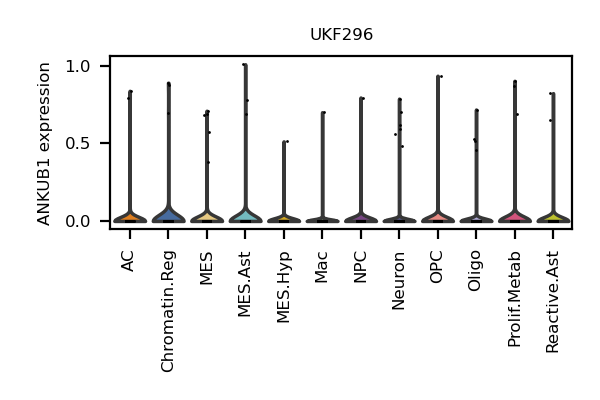 UKF296
ANKUB1 expression
1.0
0.5
0.0
AC
Chromatin.Reg
MES
MES.Ast
MES.Hyp
Mac
NPC
Neuron
OPC
Oligo
Prolif.Metab
Reactive.Ast